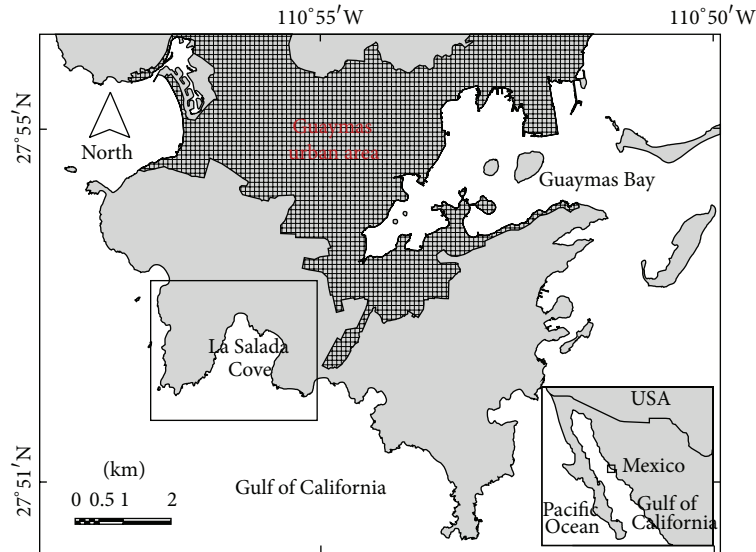 110°55′W
110°50′W
27°55′N
North
Guaymas
urban area
Guaymas Bay
La Salada
Cove
27°51′N
(km)
0 0.5 1 2
Gulf of California
USA
Mexico
Pacific
Ocean
Gulf of
California